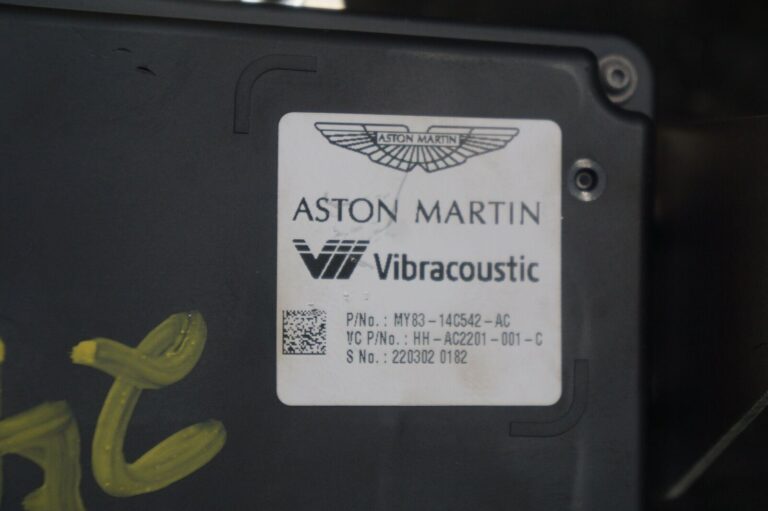 ASTON MARTIN
ASTON MARTIN
Vibracoustic
P/No. : MY83-14C542-AC
VC P/No. : HH-AC2201-001-C
S No. : 220302 0182